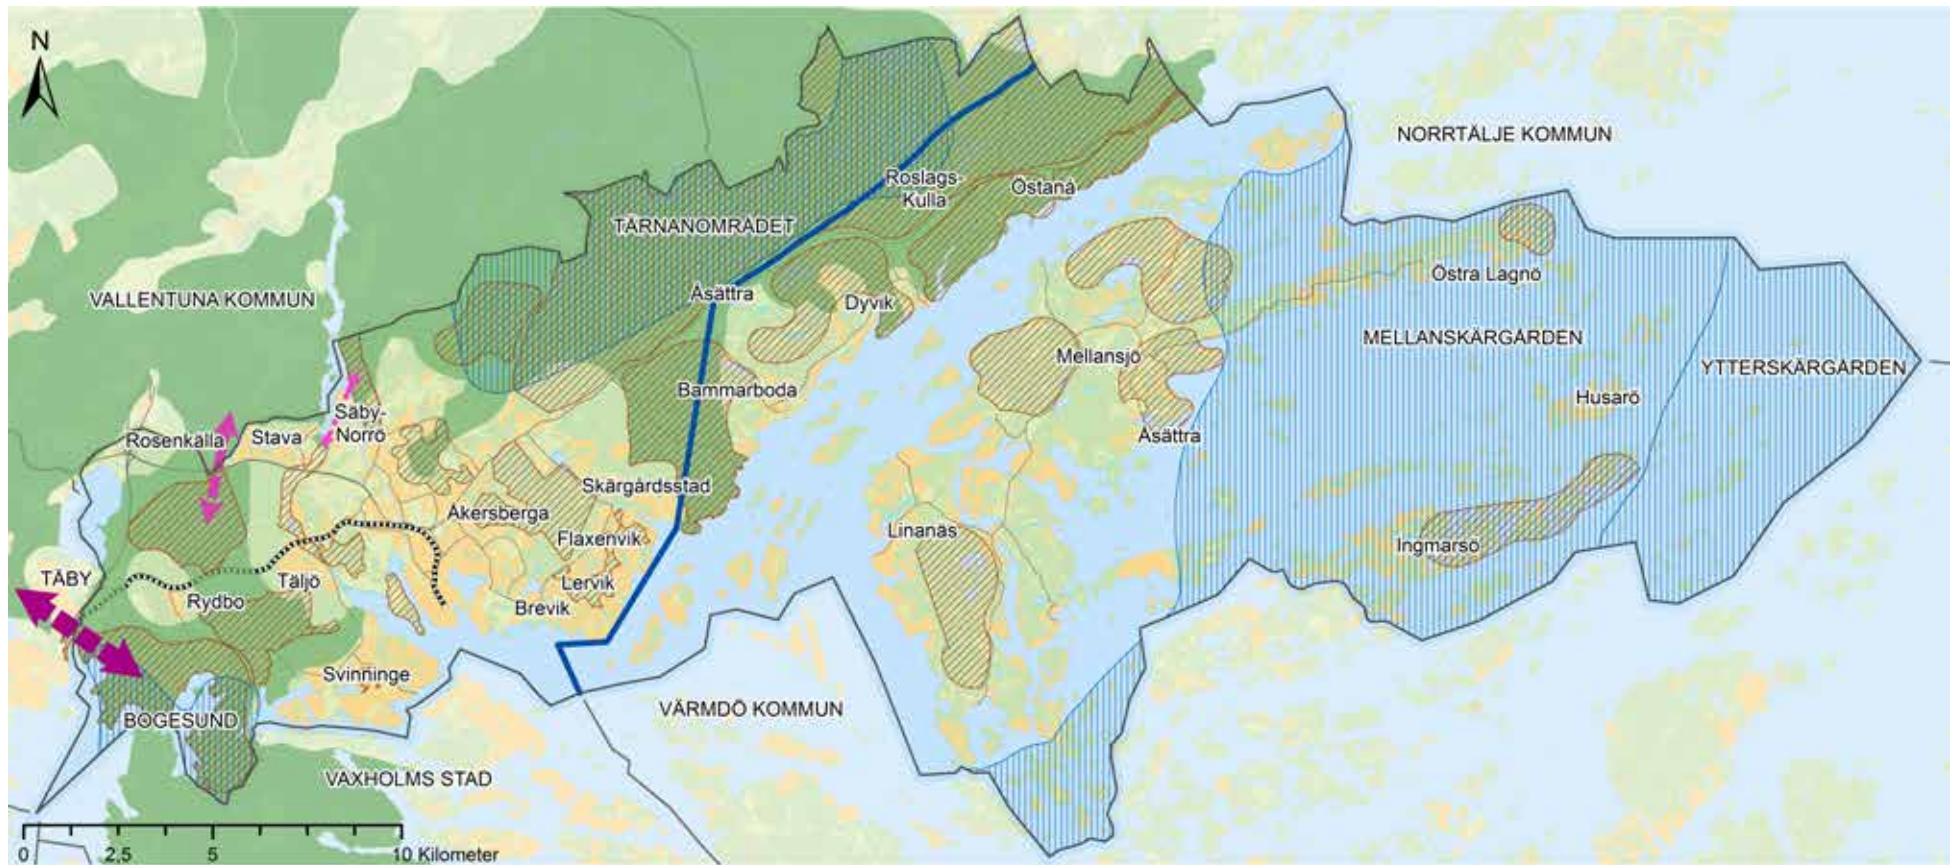 N
NORRTÄLJE KOMMUN
Roslags-
Kulla
Östanå
TÄRNANOMRÅDET
Östra Lagnö
VALLENTUNA KOMMUN
Åsättra
Dyvik
MELLANSKÄRGÅRDEN
Mellansjö
YTTERSKÄRGÅRDEN
Bammarboda
Husarö
Säby-
Norrö
Rosenkälla
Stava
Åsättra
Skärgårdsstad
Åkersberga
Flaxenvik
Linanäs
Ingmarsö
TÄBY
Täljö
Lervik
Rydbo
Brevik
Svinninge
BOGESUND
VÄRMDÖ KOMMUN
VAXHOLMS STAD
0 2,5 5 10 Kilometer